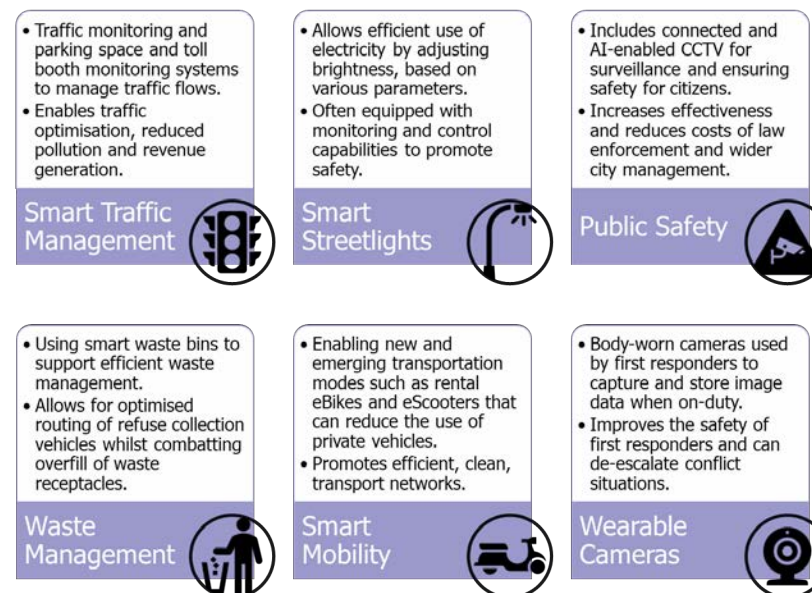 • Traffic monitoring and
parking space and toll
booth monitoring systems
to manage traffic flows.
• Enables traffic
optimisation, reduced
pollution and revenue
generation.
Smart Traffic
Management
• Allows efficient use of
electricity by adjusting
brightness, based on
various parameters.
• Often equipped with
monitoring and control
capabilities to promote
safety.
Smart
Streetlights
• Includes connected and
AI-enabled CCTV for
surveillance and ensuring
safety for citizens.
• Increases effectiveness
and reduces costs of law
enforcement and wider
city management.
Public Safety
• Using smart waste bins to
support efficient waste
management.
• Allows for optimised
routing of refuse collection
vehicles whilst combatting
overfill of waste
receptacles.
Waste
Management
• Enabling new and
emerging transportation
modes such as rental
eBikes and eScooters that
can reduce the use of
private vehicles.
• Promotes efficient, clean,
transport networks.
Smart
Mobility
• Body-worn cameras used
by first responders to
capture and store image
data when on-duty.
• Improves the safety of
first responders and can
de-escalate conflict
situations.
Wearable
Cameras